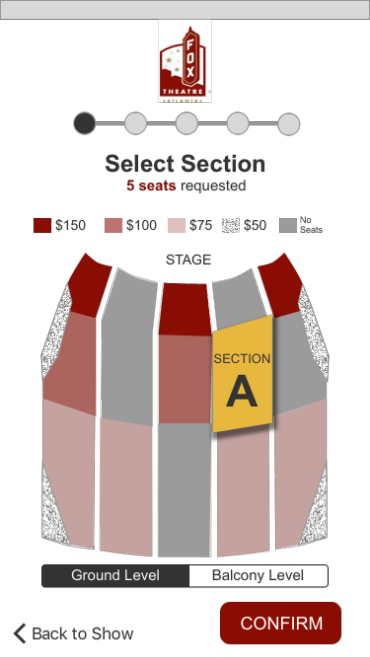 FOX
THEATRE
• ATLANTA •
Select Section
5 seats requested
$150 $100 $75 $50 No Seats
STAGE
SECTION
A
Ground Level Balcony Level
Back to Show CONFIRM